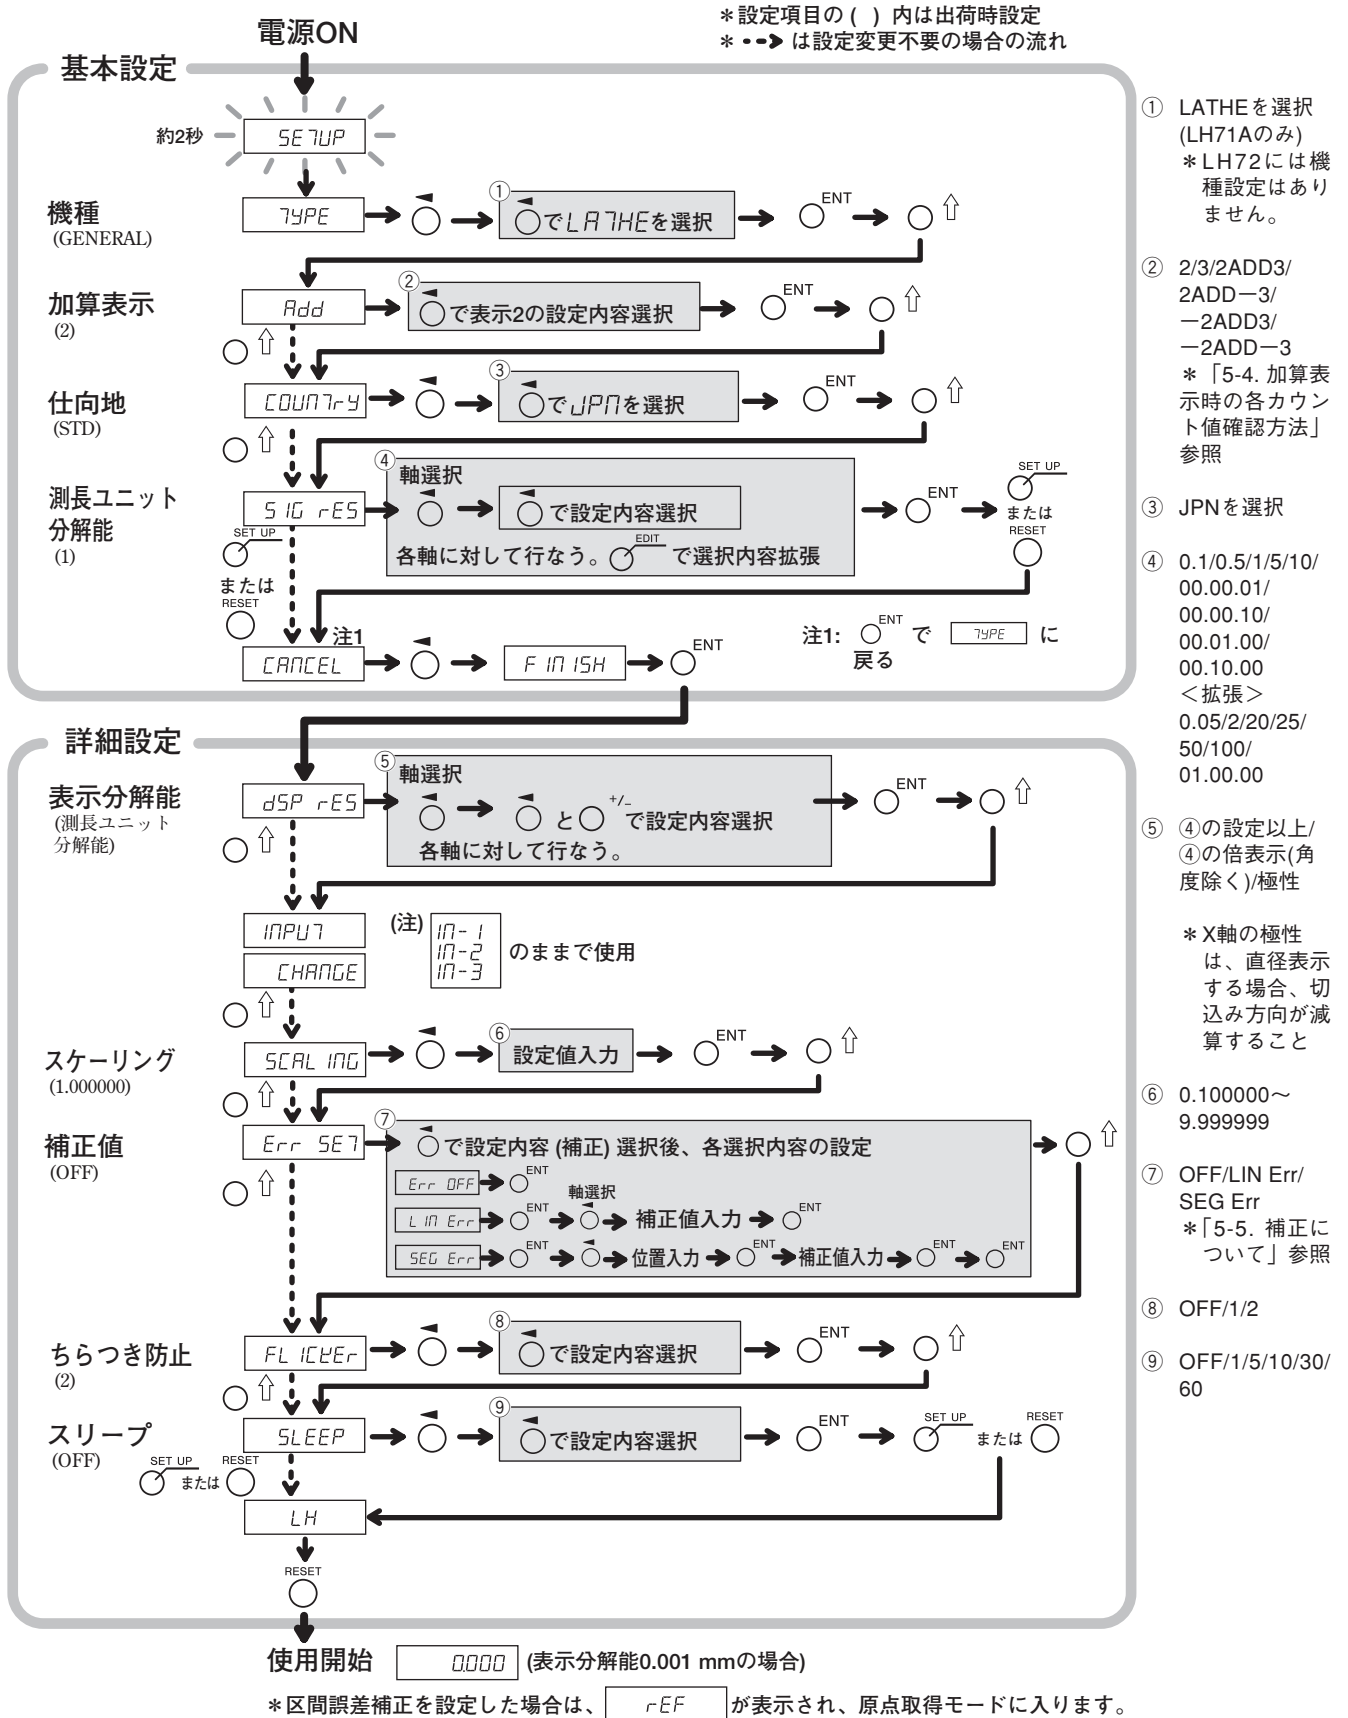 電源ON
＊設定項目の (   ) 内は出荷時設定
＊ は設定変更不要の場合の流れ
基本設定
約2秒
SETUP
機種
(GENERAL)
TYPE
①
でLATHEを選択
ENT
加算表示
(2)
Add
②
で表示2の設定内容選択
ENT
仕向地
(STD)
COUNTrY
③
でJPNを選択
ENT
測長ユニット
分解能
(1)
SIG rES
④
軸選択
で設定内容選択
各軸に対して行なう。
EDIT
で選択内容拡張
ENT
SET UP
または
RESET
SET UP
または
RESET
注1
CANCEL
FINISH
ENT
注1:
ENT
で
TYPE
に
戻る
詳細設定
表示分解能
(測長ユニット
分解能)
dSP rES
⑤
軸選択
と
+/−
で設定内容選択
各軸に対して行なう。
ENT
INPUT
CHANGE
(注)
IN-1
IN-2
IN-3
のままで使用
スケーリング
(1.000000)
SCALING
⑥
設定値入力
ENT
補正値
(OFF)
Err SET
⑦
で設定内容 (補正) 選択後、各選択内容の設定
Err OFF
ENT
LIN Err
ENT
軸選択
補正値入力
ENT
SEG Err
ENT
位置入力
ENT
補正値入力
ENT
ENT
ちらつき防止
(2)
FLICKEr
⑧
で設定内容選択
ENT
スリープ
(OFF)
SLEEP
⑨
で設定内容選択
ENT
SET UP
または
RESET
SET UP
または
RESET
LH
RESET
使用開始
0.000
(表示分解能0.001 mmの場合)
＊区間誤差補正を設定した場合は、 rEF が表示され、原点取得モードに入ります。
① LATHEを選択
(LH71Aのみ)
＊LH72には機
種設定はあり
ません。
② 2/3/2ADD3/
2ADD－3/
－2ADD3/
－2ADD－3
＊「5-4. 加算表
示時の各カウン
ト値確認方法」
参照
③ JPNを選択
④ 0.1/0.5/1/5/10/
00.00.01/
00.00.10/
00.01.00/
00.10.00
＜拡張＞
0.05/2/20/25/
50/100/
01.00.00
⑤ ④の設定以上/
④の倍表示(角
度除く)/極性
＊X軸の極性
は、直径表示
する場合、切
込み方向が減
算すること
⑥ 0.100000～
9.999999
⑦ OFF/LIN Err/
SEG Err
＊「5-5. 補正に
ついて」参照
⑧ OFF/1/2
⑨ OFF/1/5/10/30/
60